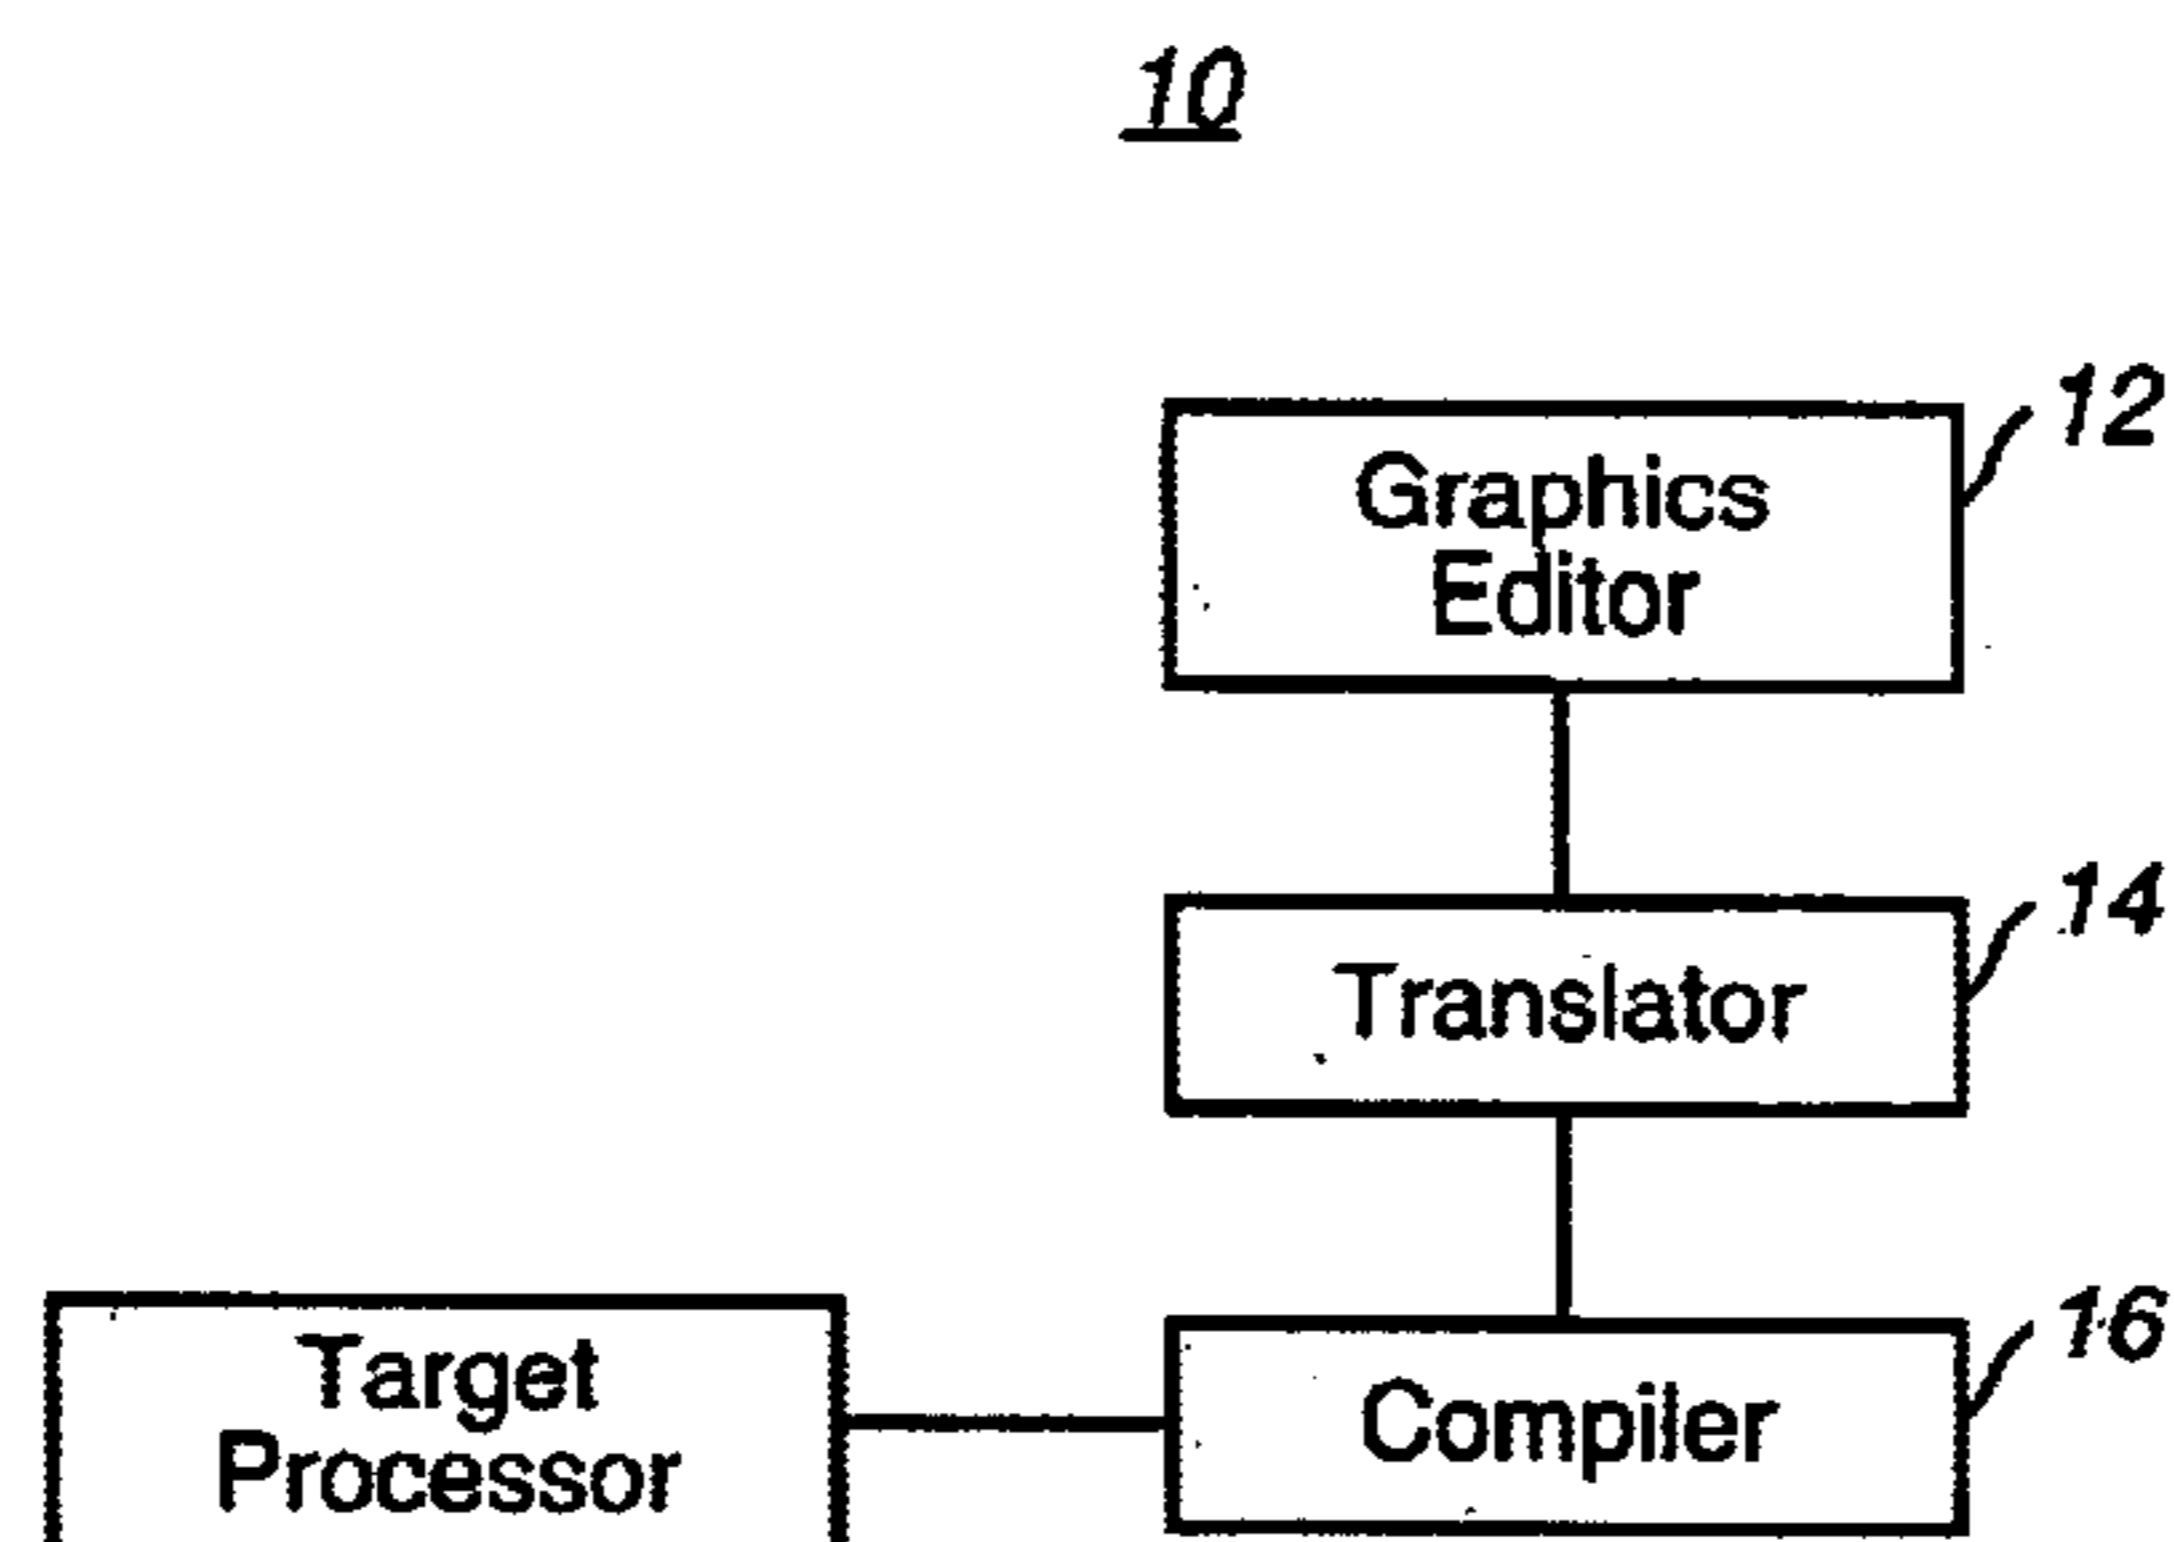 10
12
Graphics
Editor
14
Translator
16
Compiler
Target
Processor